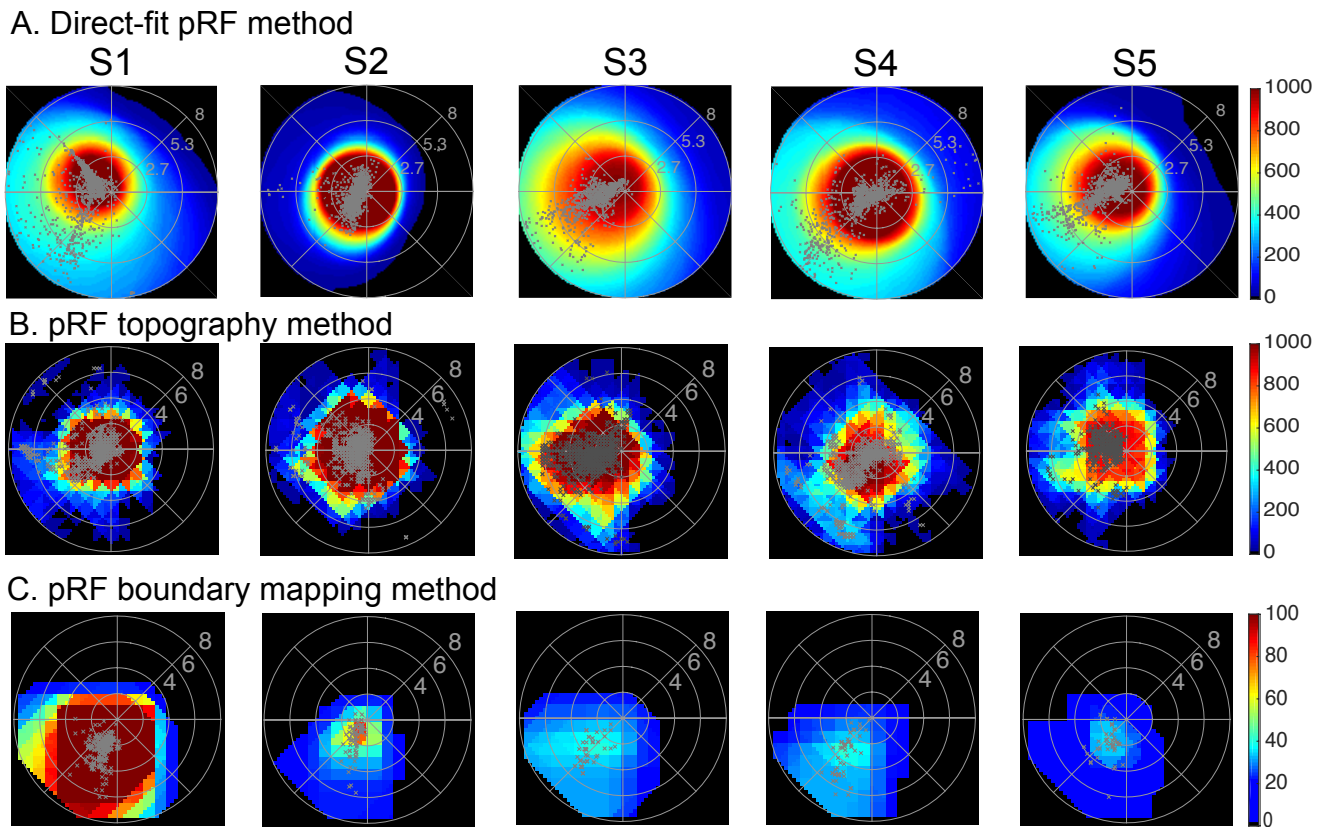 A. Direct-fit pRF method
S1 S2 S3 S4 S5
8 8 8 8 8 1000
5.3 5.3 5.3 5.3 5.3 800
2.7 2.7 2.7 2.7 2.7 600
400
200
0
B. pRF topography method
8 8 8 8 8 1000
6 6 6 6 6 800
4 4 4 4 4 600
400
200
0
C. pRF boundary mapping method
8 8 8 8 8 100
6 6 6 6 6 80
4 4 4 4 4 60
40
20
0